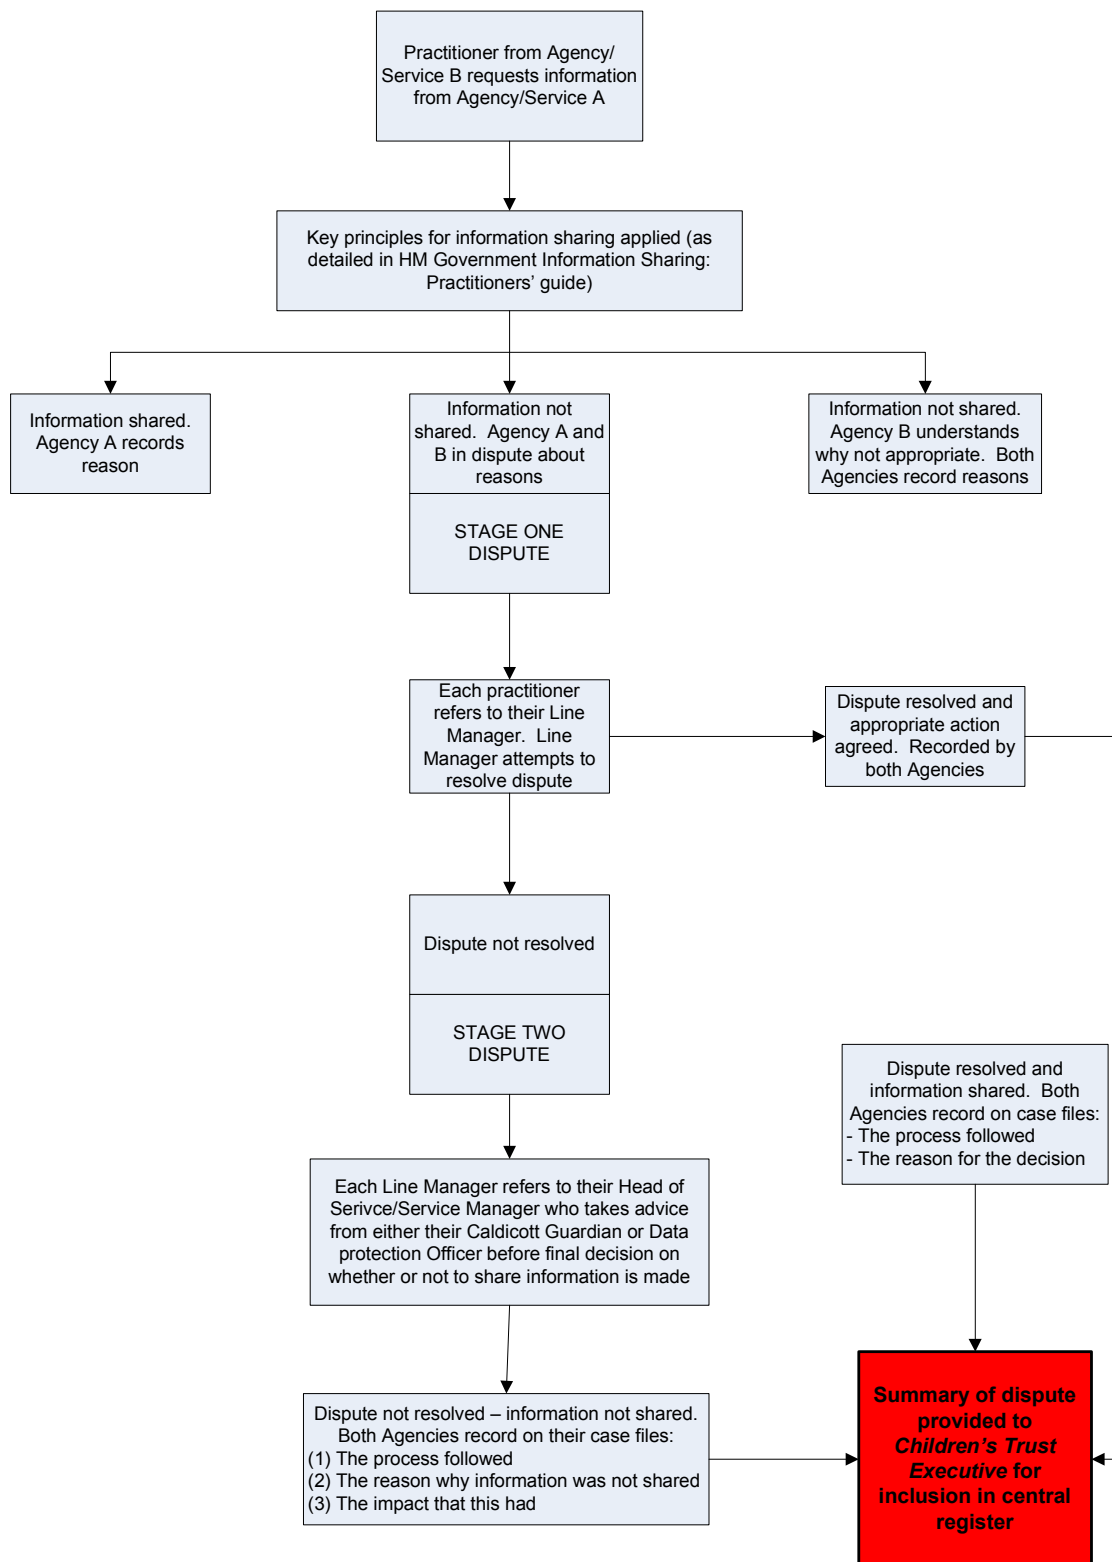 Practitioner from Agency/
Service B requests information
from Agency/Service A
Key principles for information sharing applied (as
detailed in HM Government Information Sharing:
Practitioners’ guide)
Information shared.
Agency A records
reason
Information not
shared.  Agency A and
B in dispute about
reasons
STAGE ONE
DISPUTE
Information not shared.
Agency B understands
why not appropriate.  Both
Agencies record reasons
Each practitioner
refers to their Line
Manager.  Line
Manager attempts to
resolve dispute
Dispute resolved and
appropriate action
agreed.  Recorded by
both Agencies
Dispute not resolved
STAGE TWO
DISPUTE
Dispute resolved and
information shared.  Both
Agencies record on case files:
- The process followed
- The reason for the decision
Each Line Manager refers to their Head of
Serivce/Service Manager who takes advice
from either their Caldicott Guardian or Data
protection Officer before final decision on
whether or not to share information is made
Dispute not resolved – information not shared.
Both Agencies record on their case files:
(1) The process followed
(2) The reason why information was not shared
(3) The impact that this had
Summary of dispute
provided to
Children’s Trust
Executive for
inclusion in central
register